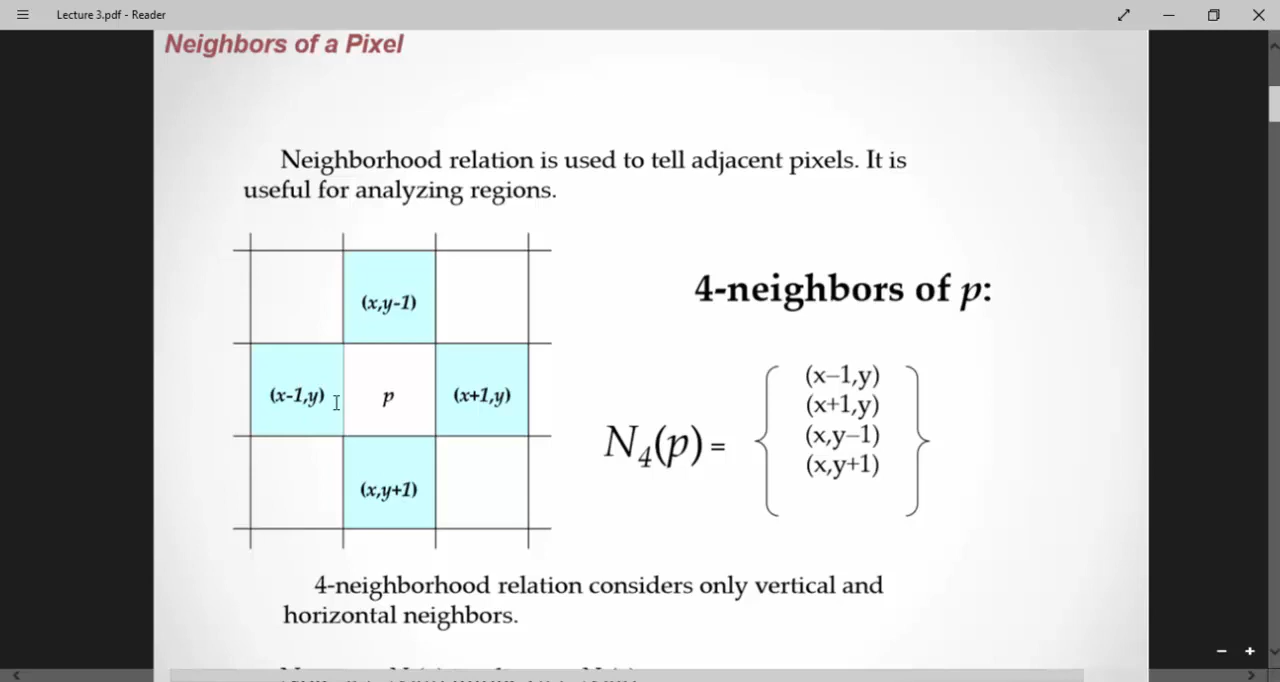 Lecture 3.pdf - Reader
Neighbors of a Pixel
Neighborhood relation is used to tell adjacent pixels. It is
useful for analyzing regions.
(x,y-1)
(x-1,y) p (x+1,y)
(x,y+1)
4-neighbors of p:
N4(p) =
(x−1,y)
(x+1,y)
(x,y−1)
(x,y+1)
4-neighborhood relation considers only vertical and
horizontal neighbors.